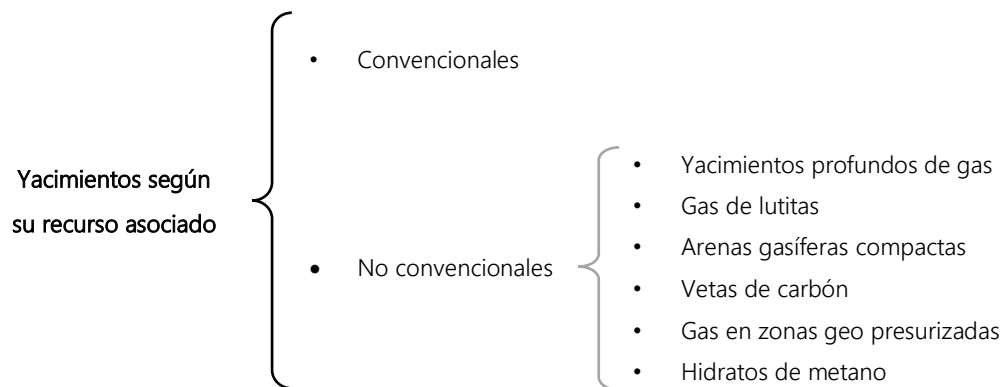 Yacimientos según
su recurso asociado
• Convencionales
• No convencionales
• Yacimientos profundos de gas
• Gas de lutitas
• Arenas gasíferas compactas
• Vetas de carbón
• Gas en zonas geo presurizadas
• Hidratos de metano